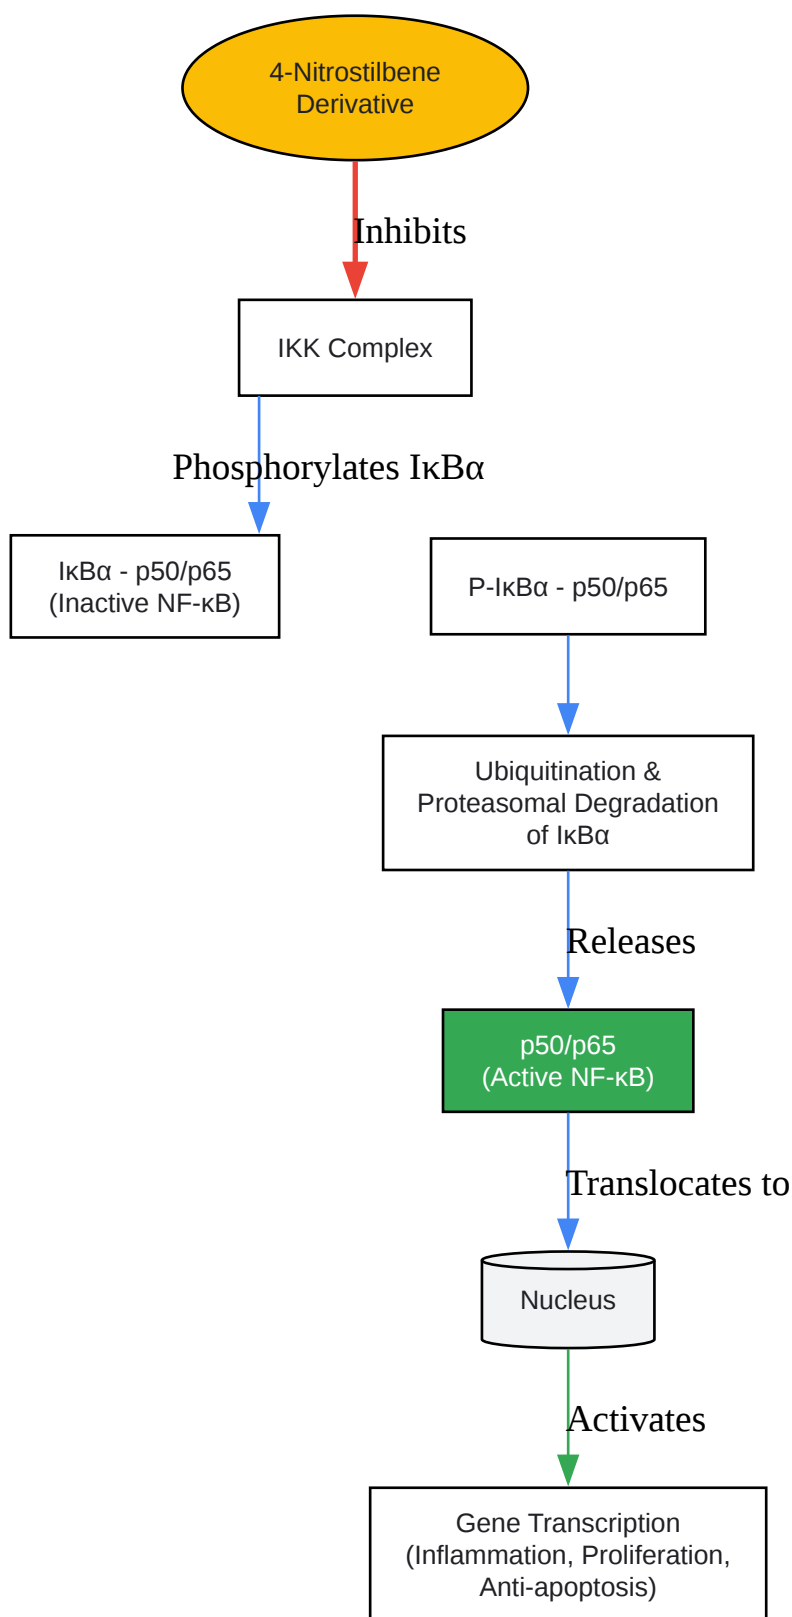 4-Nitrostilbene
Derivative
Inhibits
IKK Complex
Phosphorylates IκBα
IκBα - p50/p65
(Inactive NF-κB)
P-IκBα - p50/p65
Ubiquitination &
Proteasomal Degradation
of IκBα
Releases
p50/p65
(Active NF-κB)
Translocates to
Nucleus
Activates
Gene Transcription
(Inflammation, Proliferation,
Anti-apoptosis)